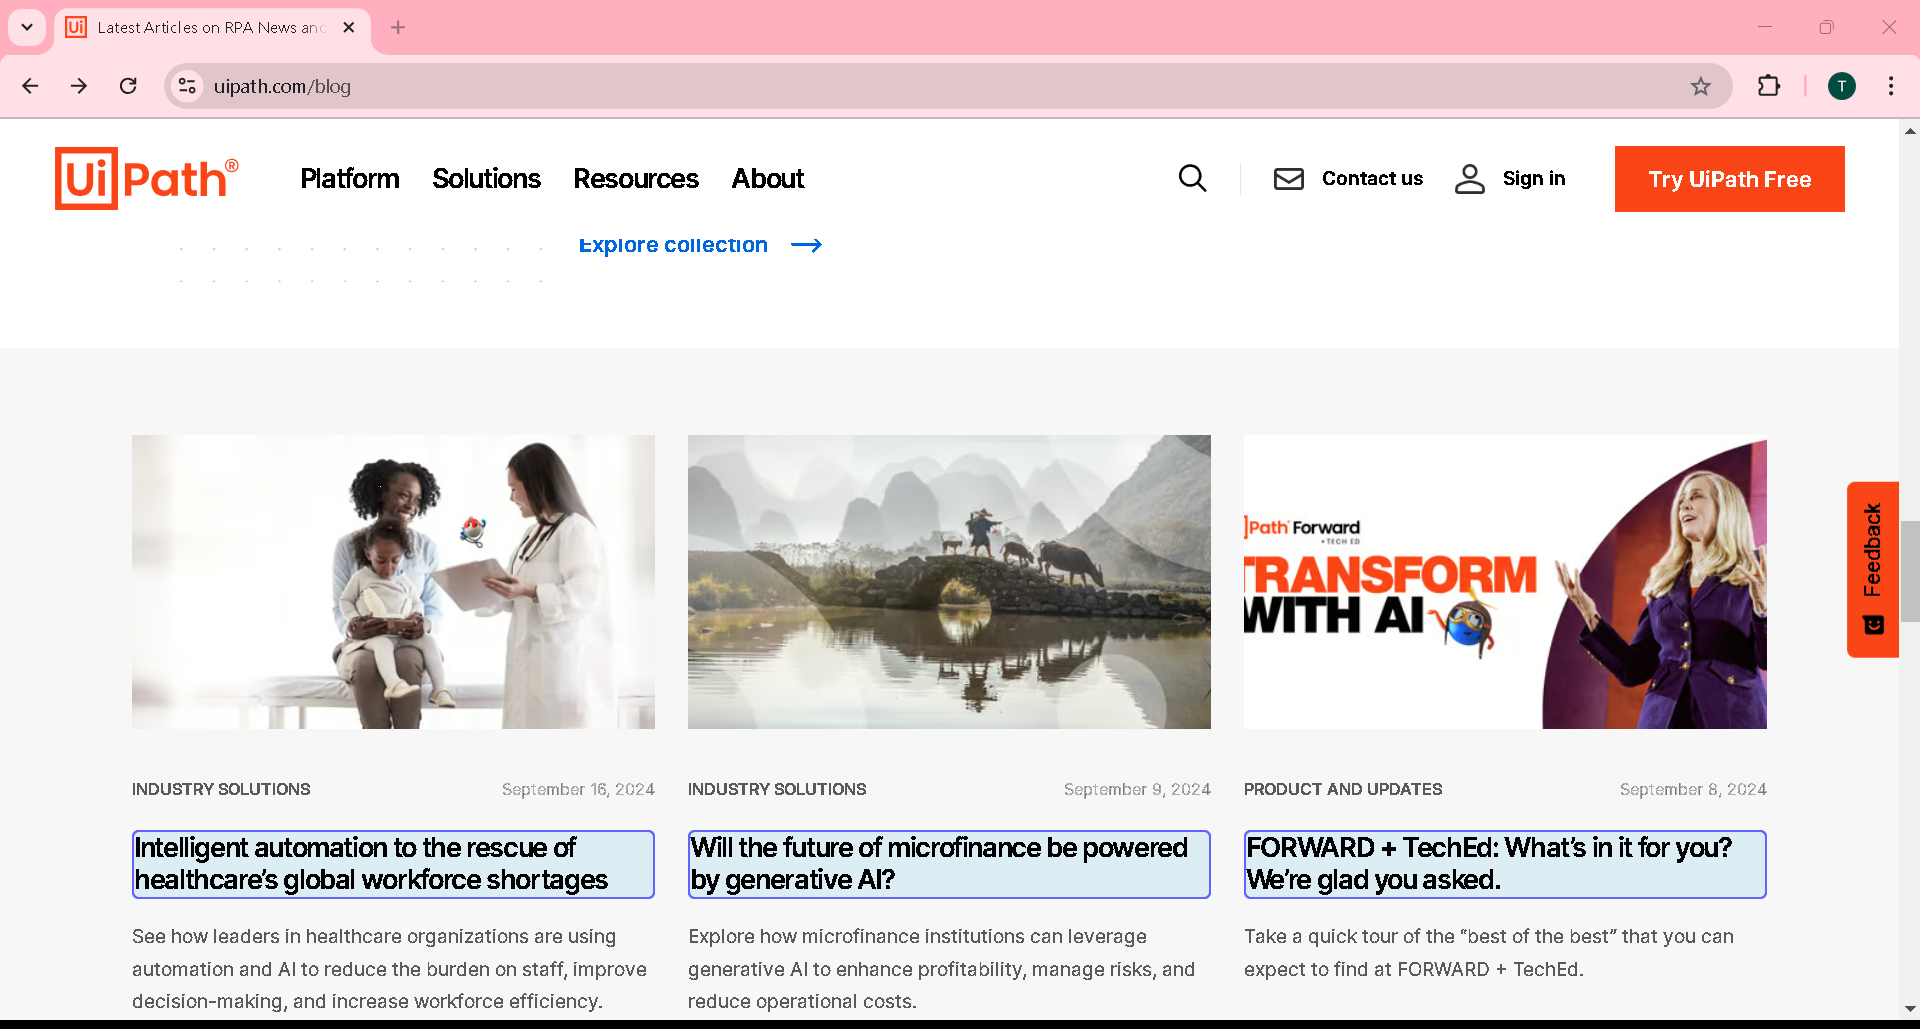 Latest Articles on RPA News and
uipath.com/blog
T
UiPath®
Platform
Solutions
Resources
About
Contact us
Sign in
Try UiPath Free
Explore collection
Path Forward
+ TECH ED
TRANSFORM
WITH AI
Feedback
INDUSTRY SOLUTIONS
September 16, 2024
Intelligent automation to the rescue of
healthcare’s global workforce shortages
See how leaders in healthcare organizations are using
automation and AI to reduce the burden on staff, improve
decision-making, and increase workforce efficiency.
INDUSTRY SOLUTIONS
September 9, 2024
Will the future of microfinance be powered
by generative AI?
Explore how microfinance institutions can leverage
generative AI to enhance profitability, manage risks, and
reduce operational costs.
PRODUCT AND UPDATES
September 8, 2024
FORWARD + TechEd: What’s in it for you?
We’re glad you asked.
Take a quick tour of the “best of the best” that you can
expect to find at FORWARD + TechEd.